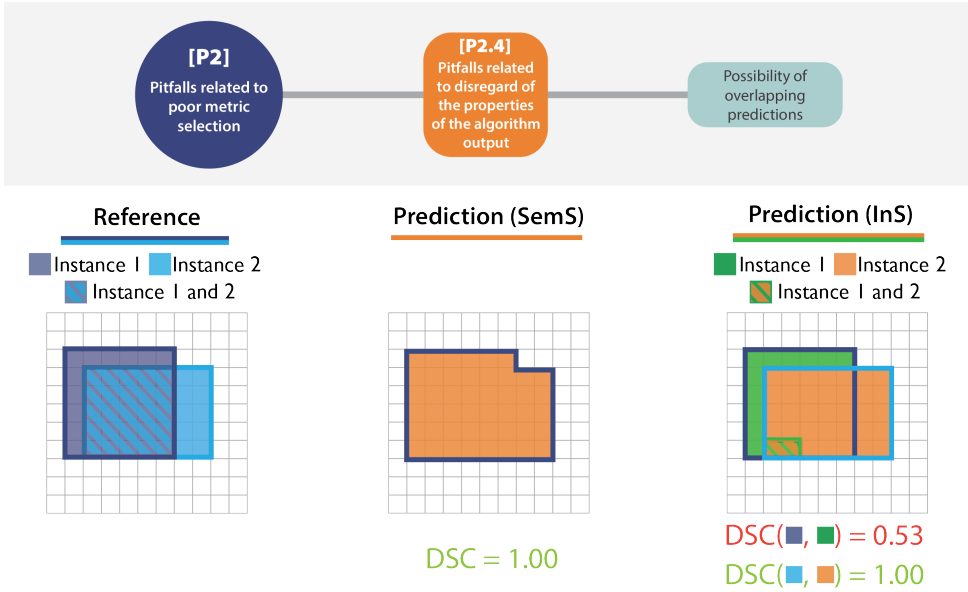 [P2]
Pitfalls related to
poor metric
selection
[P2.4]
Pitfalls related
to disregard of
the properties
of the algorithm
output
Possibility of
overlapping
predictions
Reference
Instance 1 Instance 2
Instance 1 and 2
Prediction (SemS)
DSC = 1.00
Prediction (InS)
Instance 1 Instance 2
Instance 1 and 2
DSC( , ) = 0.53
DSC( , ) = 1.00